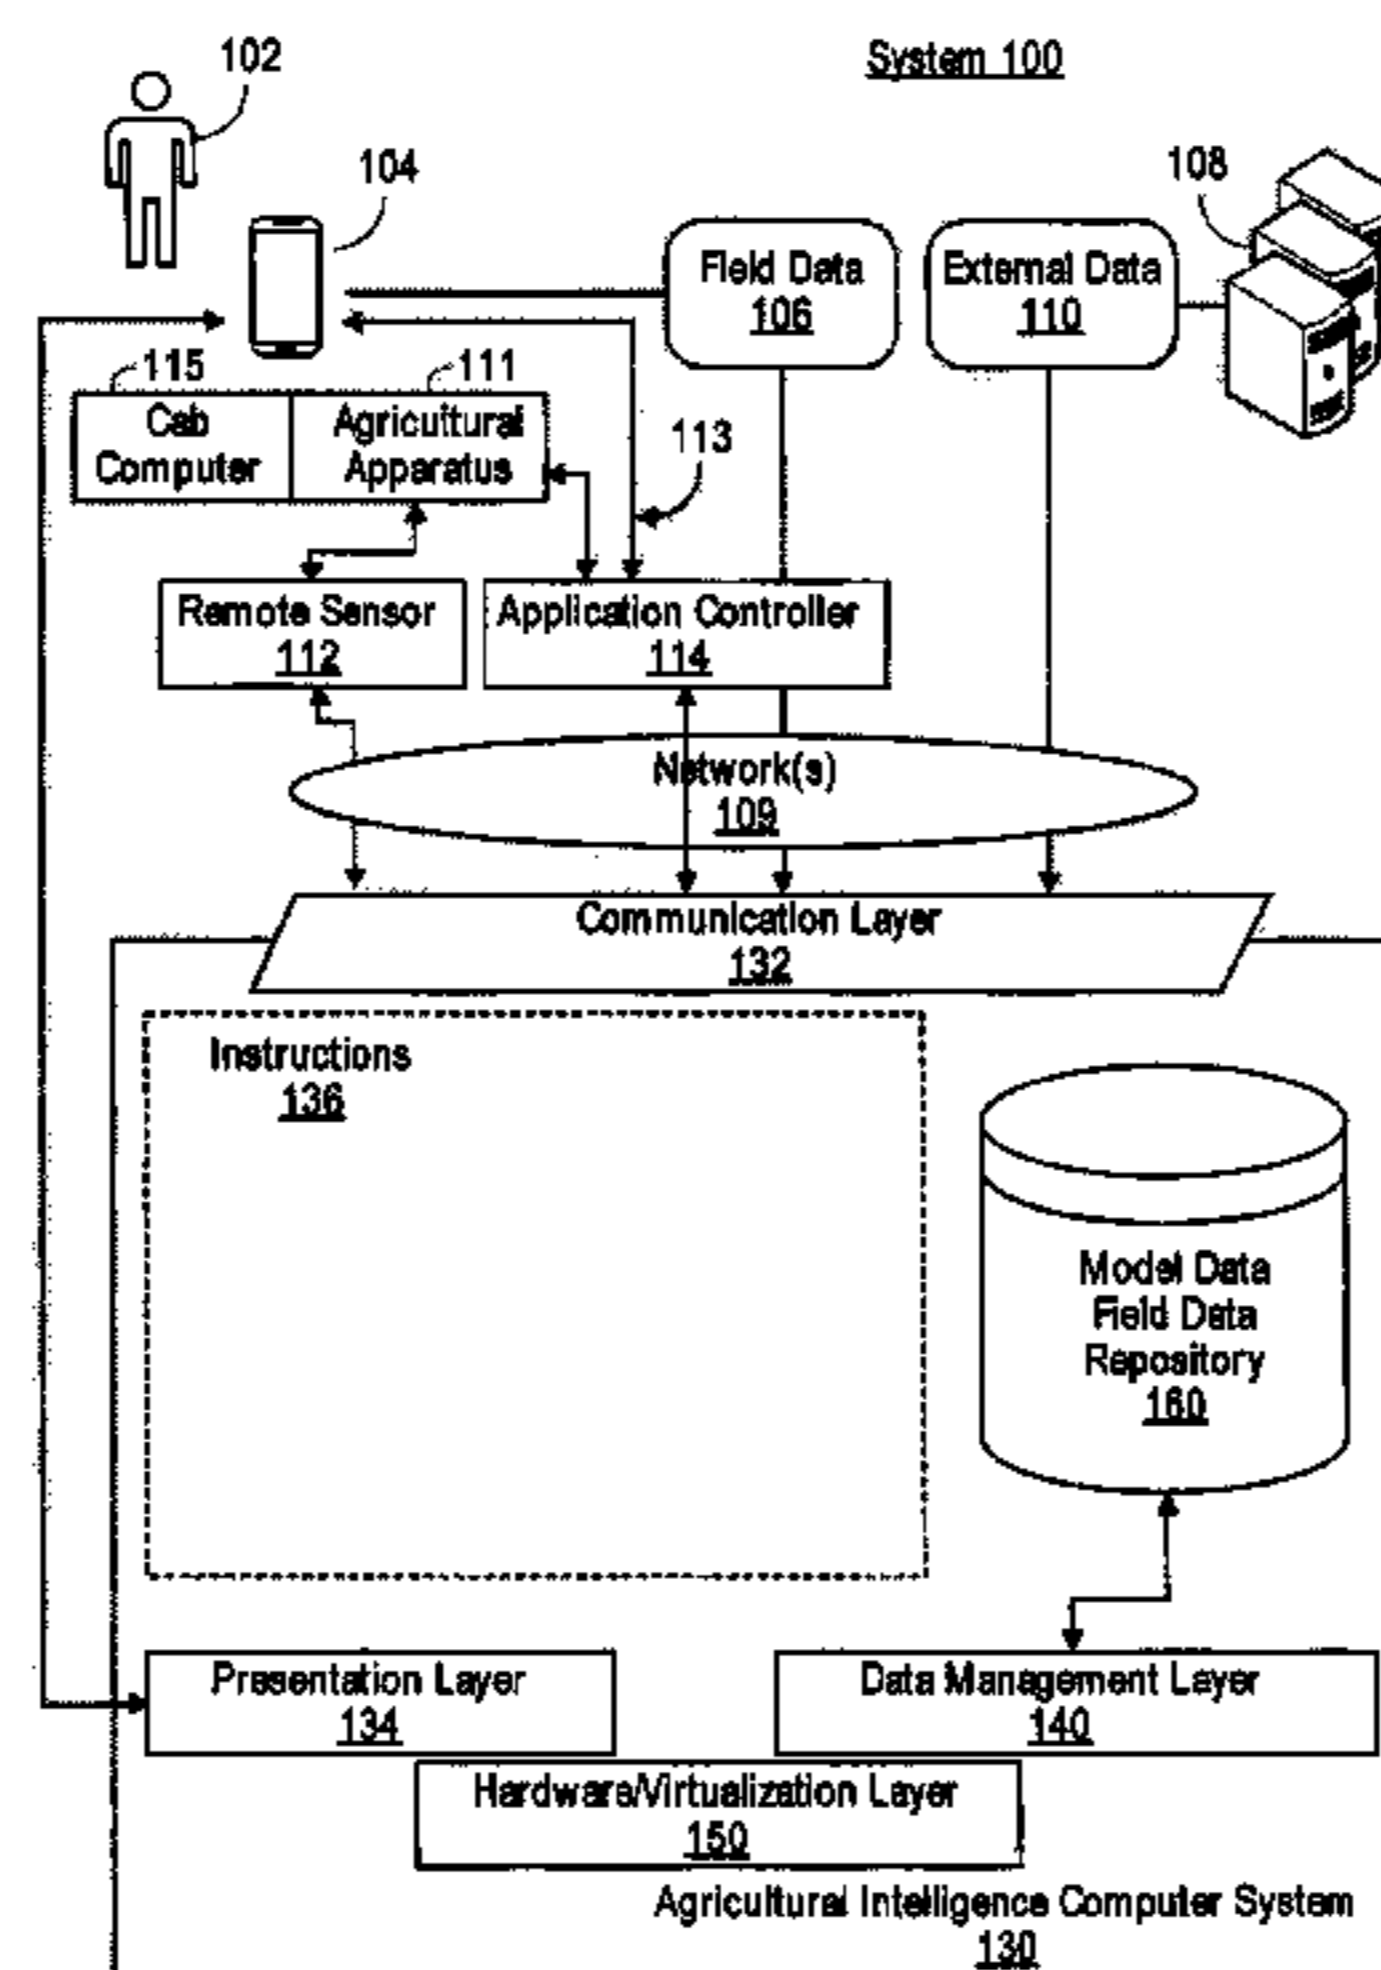 102
System 100
104
108
Field Data
106
External Data
110
115
111
Cab
Computer
Agricultural
Apparatus
113
Remote Sensor
112
Application Controller
114
Network(s)
109
Communication Layer
132
Instructions
136
Model Data
Field Data
Repository
160
Presentation Layer
134
Data Management Layer
140
Hardware/Virtualization Layer
150
Agricultural Intelligence Computer System
130